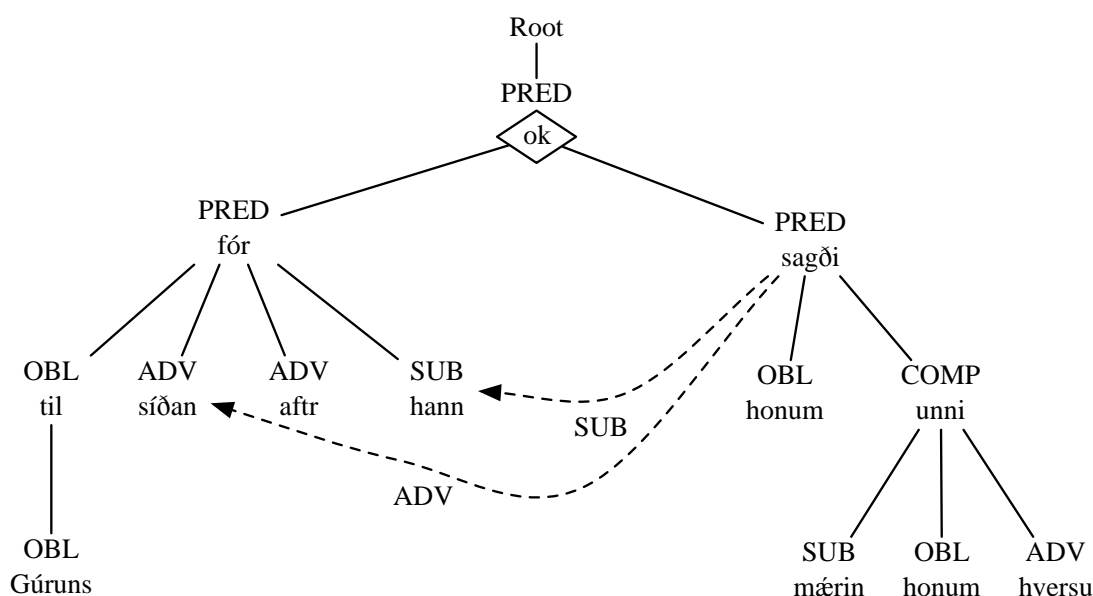 Root
PRED
ok
PRED
fór
PRED
sagði
OBL
til
ADV
síðan
ADV
aftr
SUB
hann
OBL
honum
COMP
unni
SUB
ADV
OBL
Gúruns
SUB
mǽrin
OBL
honum
ADV
hversu